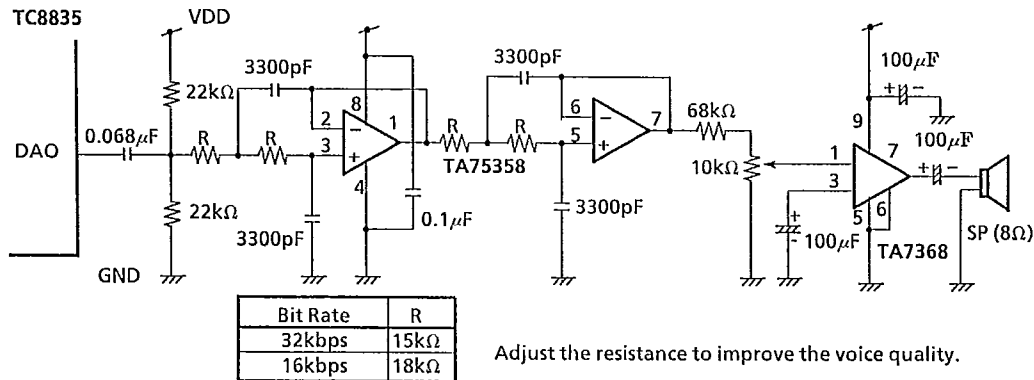 TC8835
VDD
22kΩ
3300pF
0.068µF
DAO
R
R
22kΩ
GND
8
2
1
3
4
3300pF
0.1µF
3300pF
R
R
TA75358
6
7
5
3300pF
68kΩ
10kΩ
100µF
+ -
9
100µF
+ -
1
7
3
5
6
+
-
100µF
TA7368
SP (8Ω)
Bit Rate R
32kbps 15kΩ
16kbps 18kΩ
Adjust the resistance to improve the voice quality.